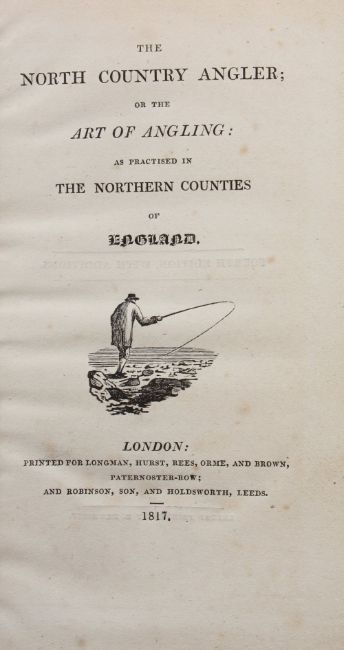 THE
NORTH COUNTRY ANGLER;
OR THE
ART OF ANGLING:
AS PRACTISED IN
THE NORTHERN COUNTIES
OF
ENGLAND.
LONDON:
PRINTED FOR LONGMAN, HURST, REES, ORME, AND BROWN,
PATERNOSTER-ROW;
AND ROBINSON, SON, AND HOLDSWORTH, LEEDS.
1817.